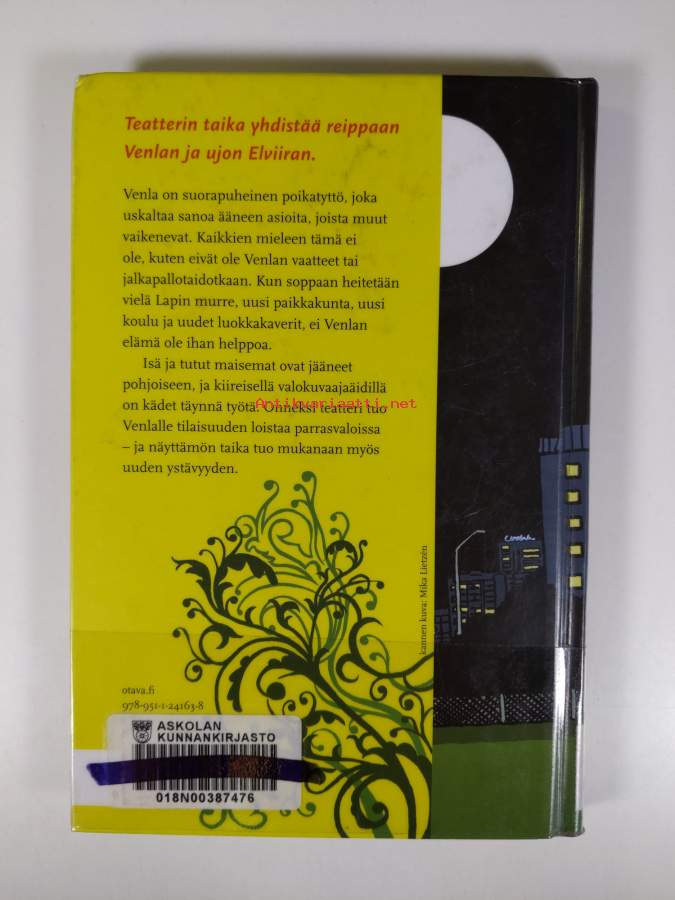 Teatterin taika yhdistää reippaan
Venlan ja ujon Elviiran.
Venla on suorapuheinen poikatyttö, joka
uskaltaa sanoa ääneen asioita, joista muut
vaikenevat. Kaikkien mieleen tämä ei
ole, kuten eivät ole Venlan vaatteet tai
jalkapallotaidotkaan. Kun soppaan heitetään
vielä Lapin murre, uusi paikkakunta, uusi
koulu ja uudet luokkakaverit, ei Venlan
elämä ole ihan helppoa.
Isä ja tutut maisemat ovat jääneet
pohjoiseen, ja kiireisellä valokuvaajaäidillä
on kädet täynnä työtä. Onneksi teatteri tuo
Antikvariaatti.net
Venlalle tilaisuuden loistaa parrasvaloissa
– ja näyttämön taika tuo mukanaan myös
uuden ystävyyden.
kannen kuva: Mika Lietzén
otava.fi
978-951-1-24163-8
ASKOLAN
KUNNANKIRJASTO
018N00387476